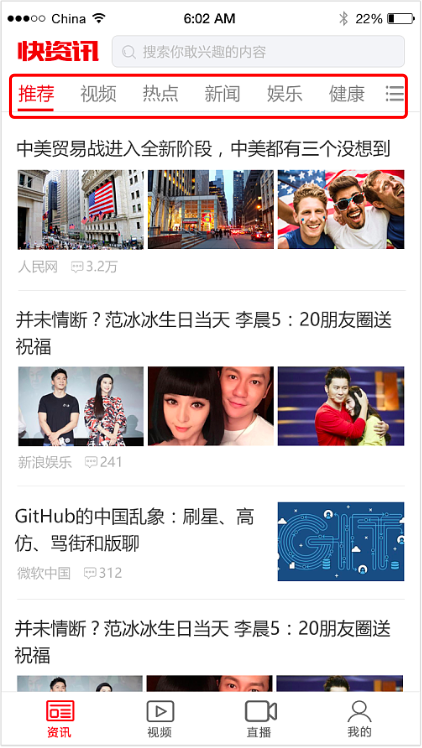 China 6:02 AM 22%
快资讯 搜索你敢兴趣的内容
推荐 视频 热点 新闻 娱乐 健康
中美贸易战进入全新阶段，中美都有三个没想到
人民网 3.2万
并未情断？范冰冰生日当天 李晨5：20朋友圈送
祝福
新浪娱乐 241
GitHub的中国乱象：刷星、高
仿、骂街和版聊
GIT
微软中国 312
并未情断？范冰冰生日当天 李晨5：20朋友圈送
祝福
资讯 视频 直播 我的